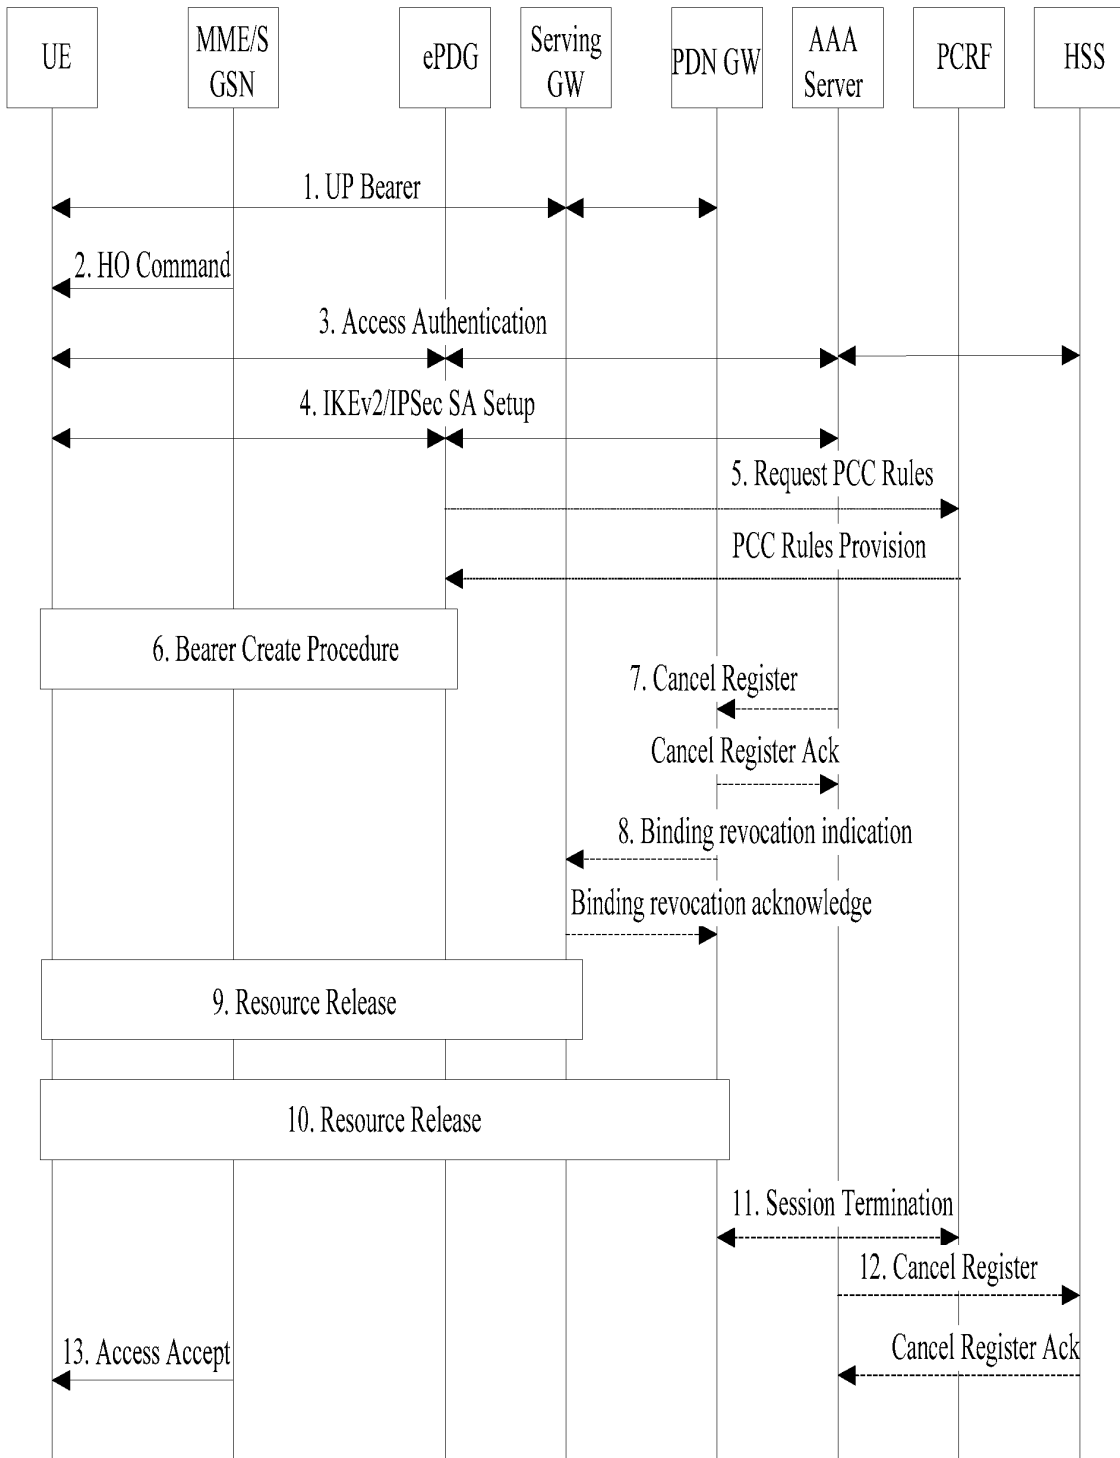 UE
MME/S
GSN
ePDG
Serving
GW
PDN GW
AAA
Server
PCRF
HSS
1. UP Bearer
2. HO Command
3. Access Authentication
4. IKEv2/IPSec SA Setup
5. Request PCC Rules
PCC Rules Provision
6. Bearer Create Procedure
7. Cancel Register
Cancel Register Ack
8. Binding revocation indication
Binding revocation acknowledge
9. Resource Release
10. Resource Release
11. Session Termination
12. Cancel Register
13. Access Accept
Cancel Register Ack